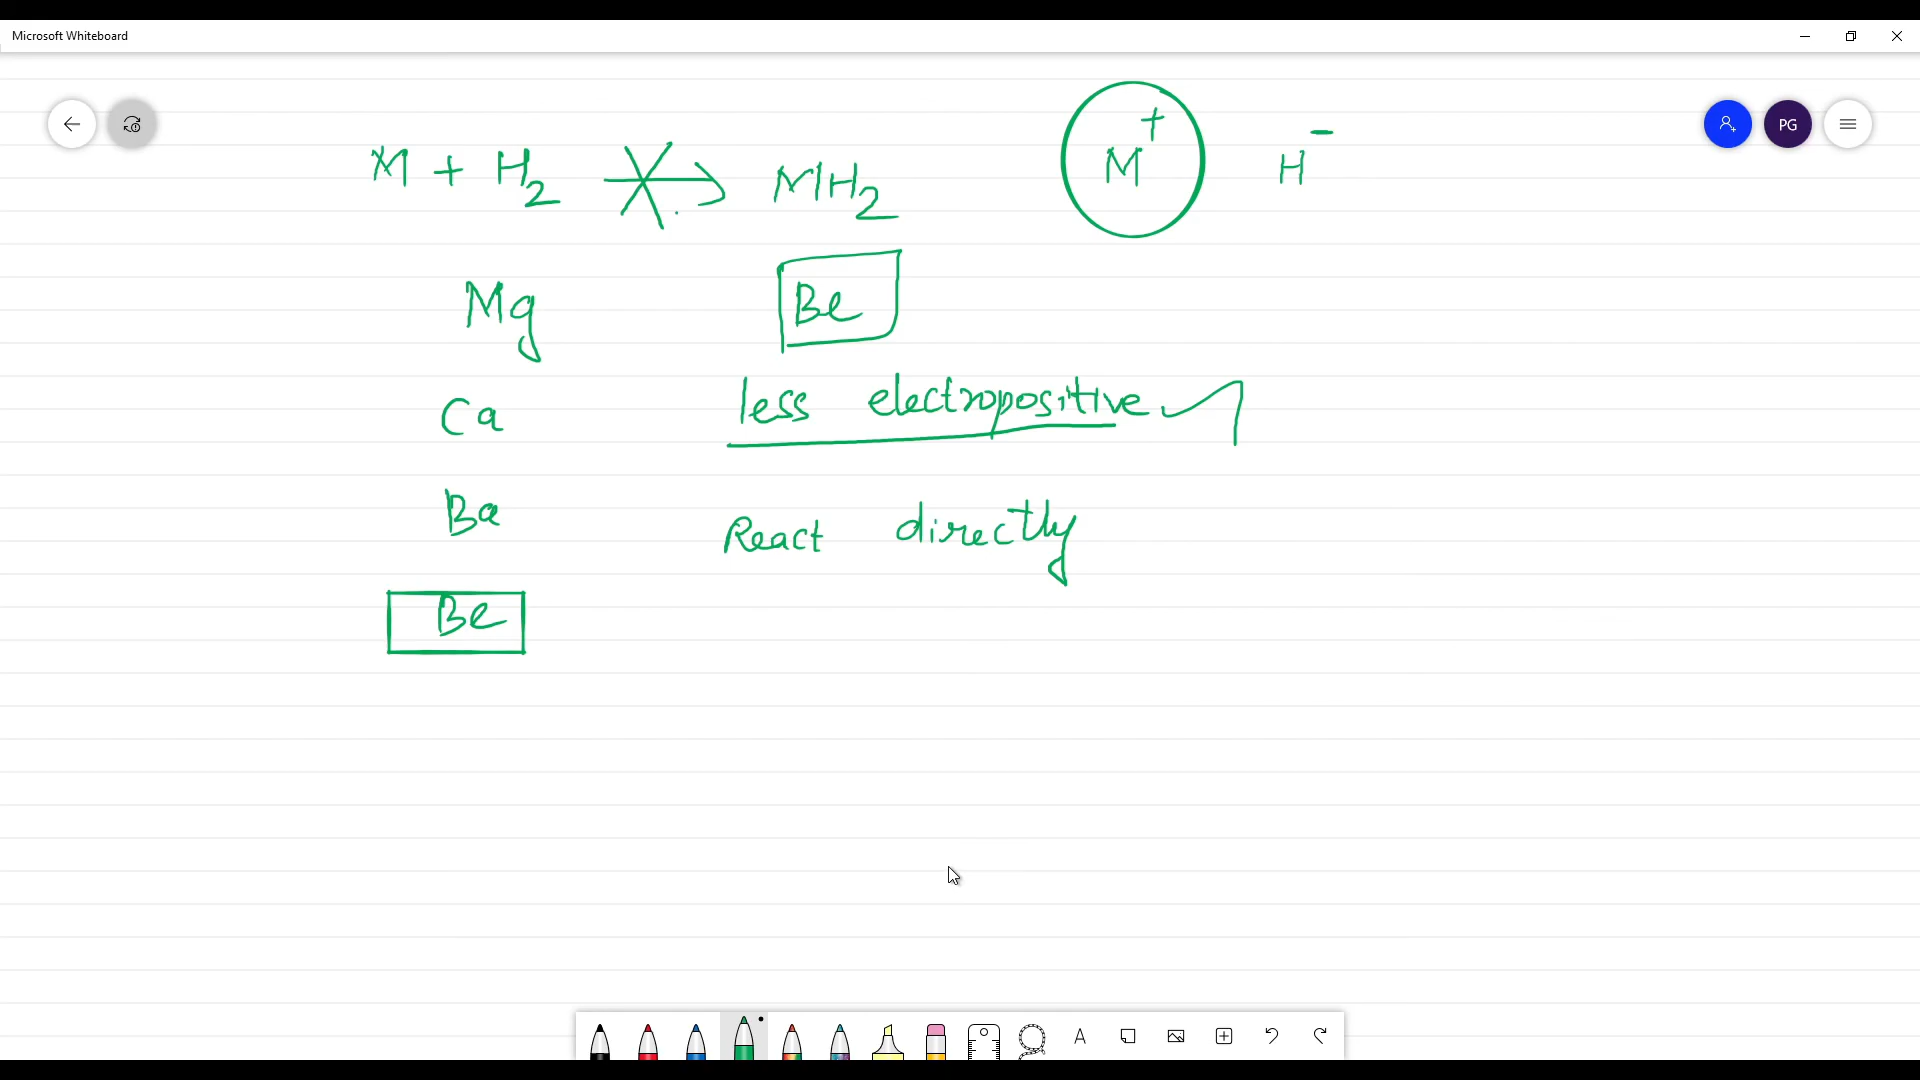 Microsoft Whiteboard
PG
M + H2 → MH2
M+ H-
Mg
Be
Ca
less electropositive
Ba
React directly
Be
A